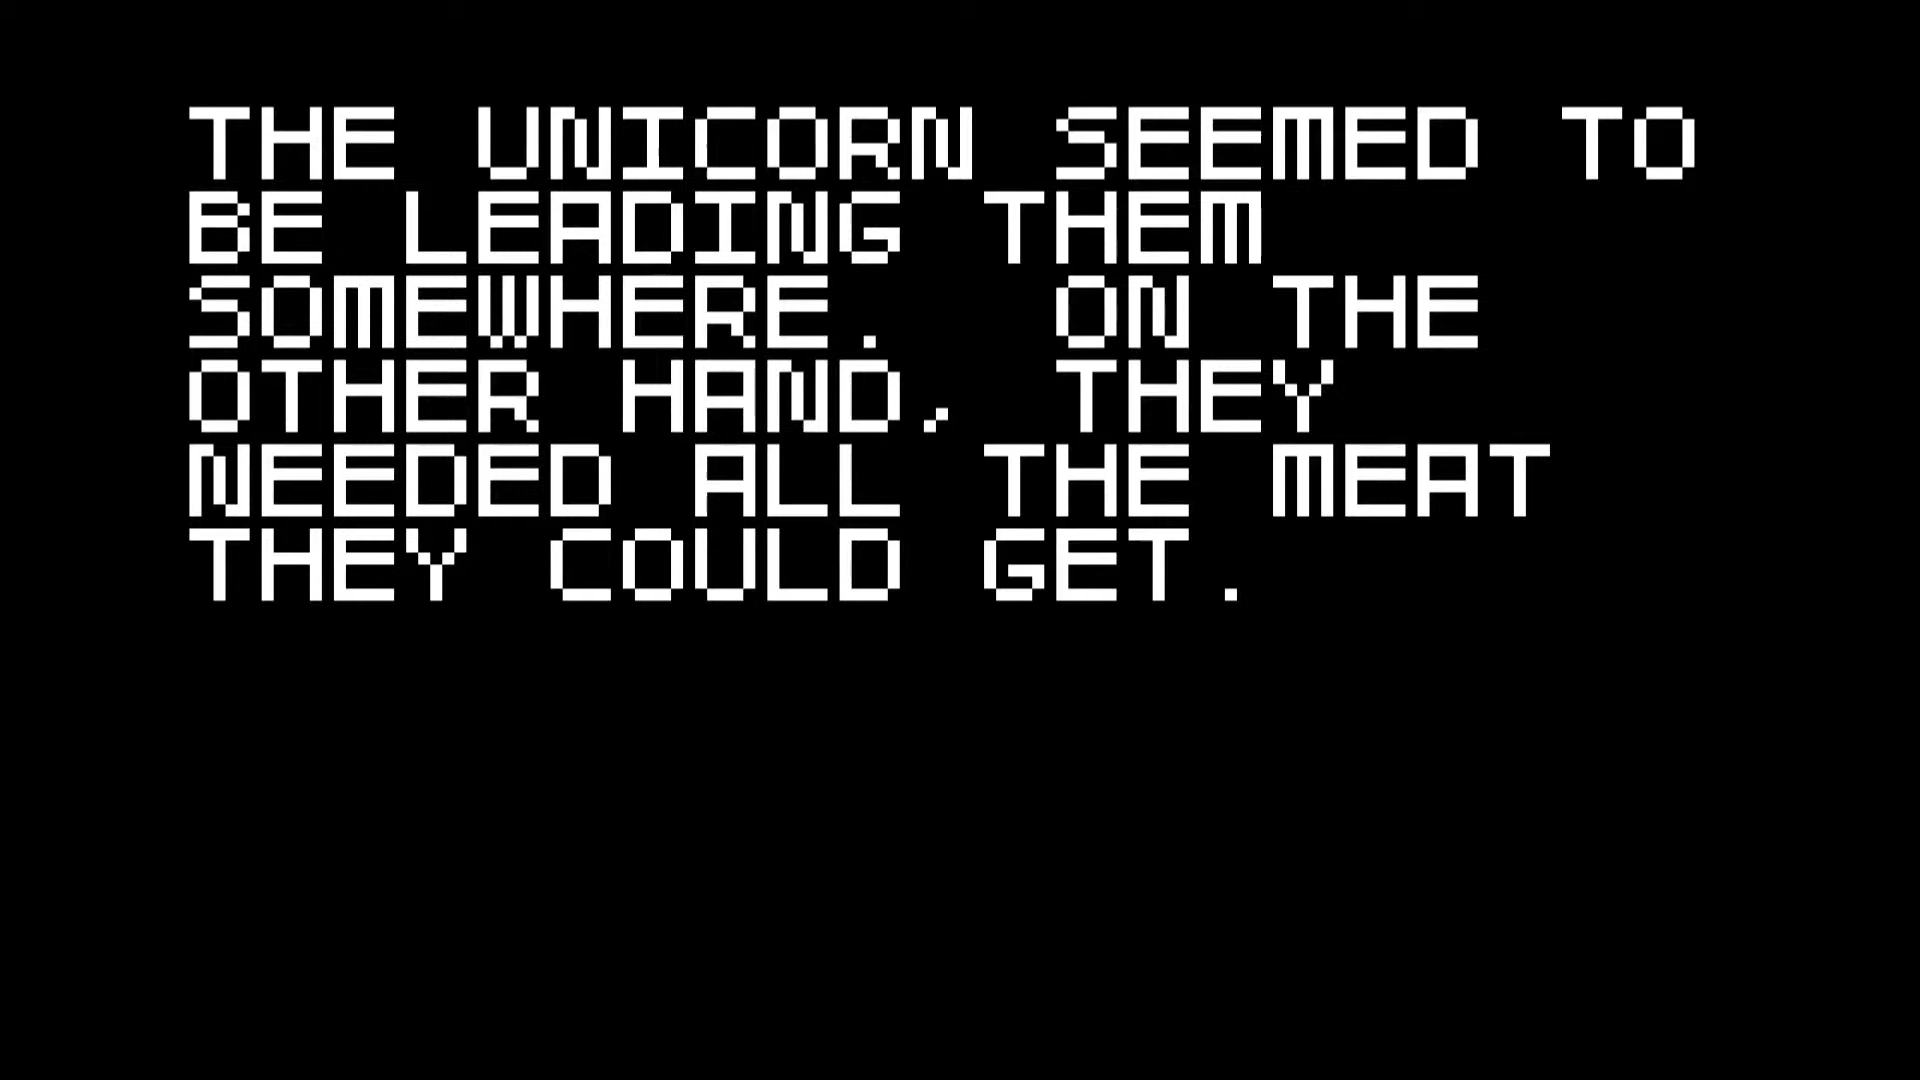 THE UNICORN SEEMED TO
BE LEADING THEM
SOMEWHERE.  ON THE
OTHER HAND, THEY
NEEDED ALL THE MEAT
THEY COULD GET.